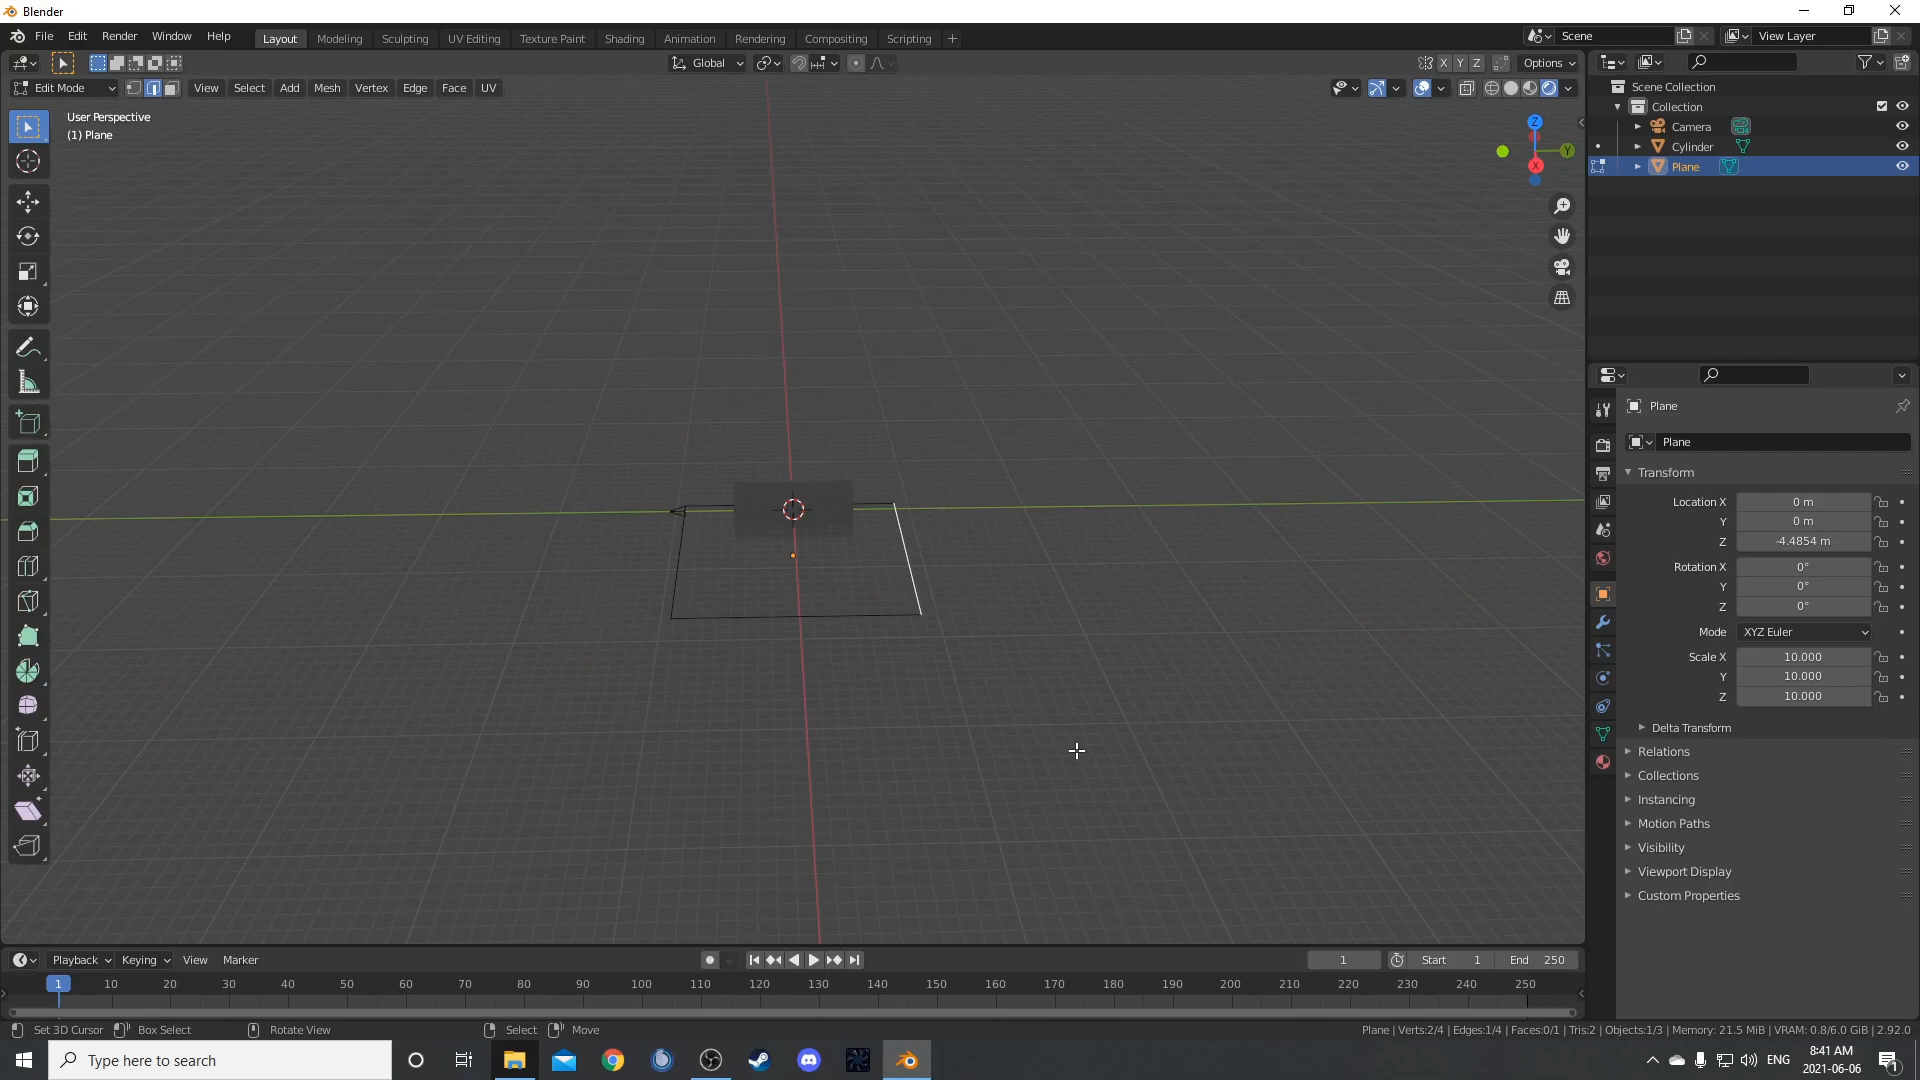 Blender
File Edit Render Window Help
Layout Modeling Sculpting UV Editing Texture Paint Shading Animation Rendering Compositing Scripting +
Scene
View Layer
Global
X Y Z
Options
Edit Mode
View Select Add Mesh Vertex Edge Face UV
User Perspective
(1) Plane
Z
Y
X
Scene Collection
Collection
Camera
Cylinder
Plane
Plane
Plane
Transform
Location X 0 m
Y 0 m
Z -4.4854 m
Rotation X 0°
Y 0°
Z 0°
Mode XYZ Euler
Scale X 10.000
Y 10.000
Z 10.000
Delta Transform
Relations
Collections
Instancing
Motion Paths
Visibility
Viewport Display
Custom Properties
Playback Keying View Marker
1
Start 1
End 250
1 10 20 30 40 50 60 70 80 90 100 110 120 130 140 150 160 170 180 190 200 210 220 230 240 250
Set 3D Cursor Box Select Rotate View Select Move
Plane | Verts:2/4 | Edges:1/4 | Faces:0/1 | Tris:2 | Objects:1/3 | Memory: 21.5 MiB | VRAM: 0.8/6.0 GiB | 2.92.0
Type here to search
ENG
8:41 AM
2021-06-06
1